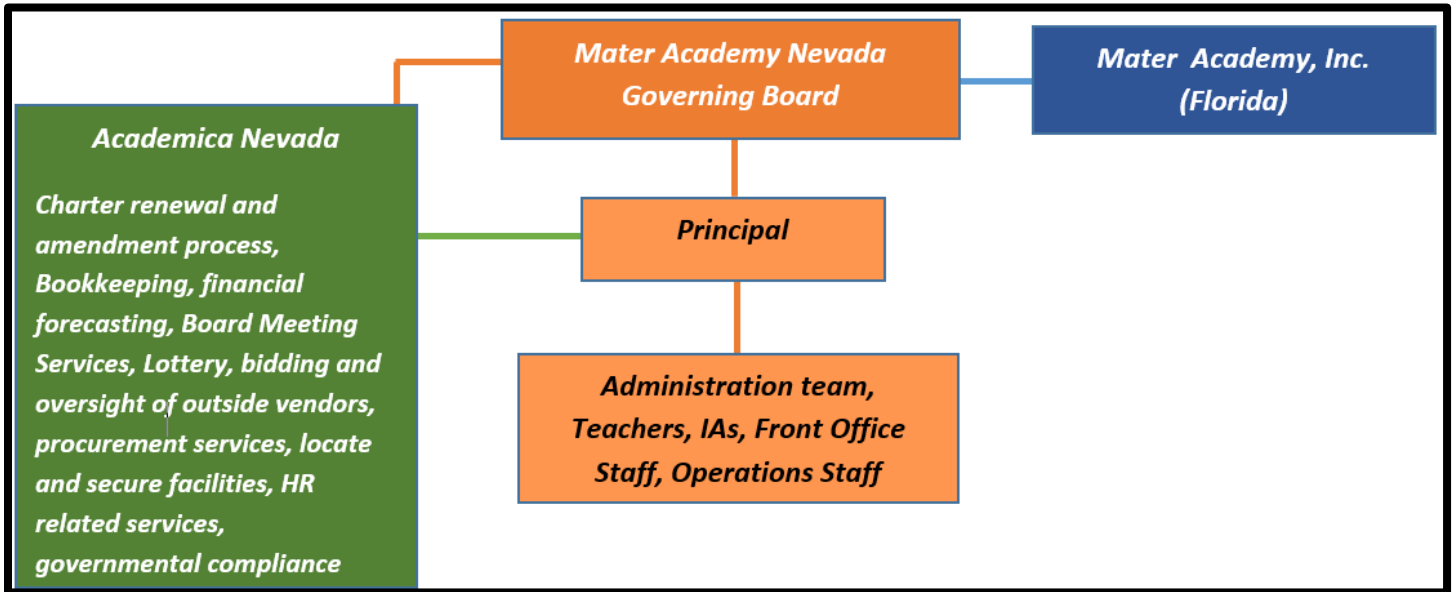 Mater Academy Nevada
Governing Board
Mater Academy, Inc.
(Florida)
Academica Nevada
Charter renewal and
amendment process,
Bookkeeping, financial
forecasting, Board Meeting
Services, Lottery, bidding and
oversight of outside vendors,
procurement services, locate
and secure facilities, HR
related services,
governmental compliance
Principal
Administration team,
Teachers, IAs, Front Office
Staff, Operations Staff